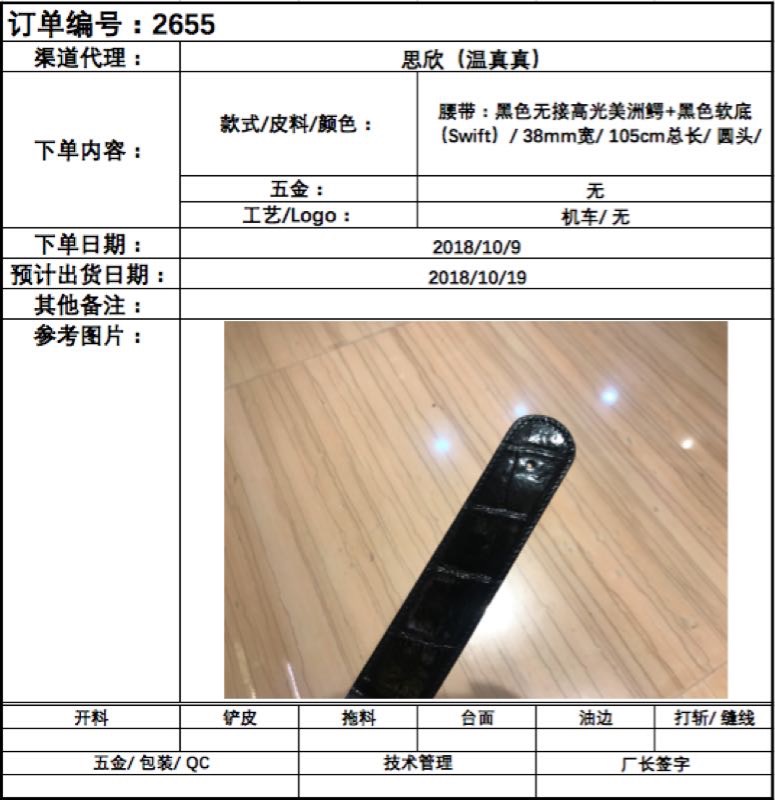 订单编号：2655
渠道代理：
思欣（温真真）
下单内容：
款式/皮料/颜色：
腰带：黑色无接高光美洲鳄+黑色软底
（Swift）/ 38mm宽/ 105cm总长/ 圆头/
五金：
无
工艺/Logo：
机车/ 无
下单日期：
2018/10/9
预计出货日期：
2018/10/19
其他备注：
参考图片：
开料
铲皮
拖料
台面
油边
打斩/ 缝线
五金/ 包装/ QC
技术管理
厂长签字